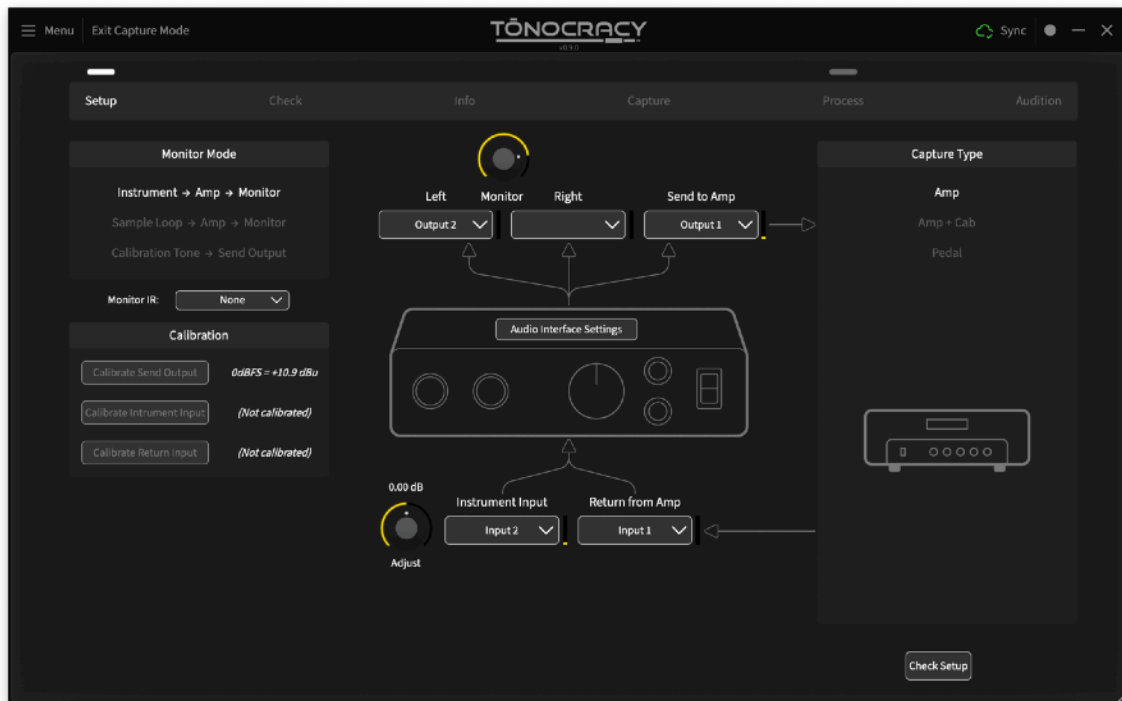 Menu Exit Capture Mode TŌNOCRACY Sync
v0.9.0
Setup Check Info Capture Process Audition
Monitor Mode
Instrument → Amp → Monitor
Sample Loop → Amp → Monitor
Calibration Tone → Send Output
Monitor IR: None
Calibration
Calibrate Send Output 0dBFS = +10.9 dBu
Calibrate Intrument Input (Not calibrated)
Calibrate Return Input (Not calibrated)
Left Monitor Right Send to Amp
Output 2 Output 1
Audio Interface Settings
0.00 dB
Instrument Input Return from Amp
Input 2 Input 1
Adjust
Capture Type
Amp
Amp + Cab
Pedal
Check Setup